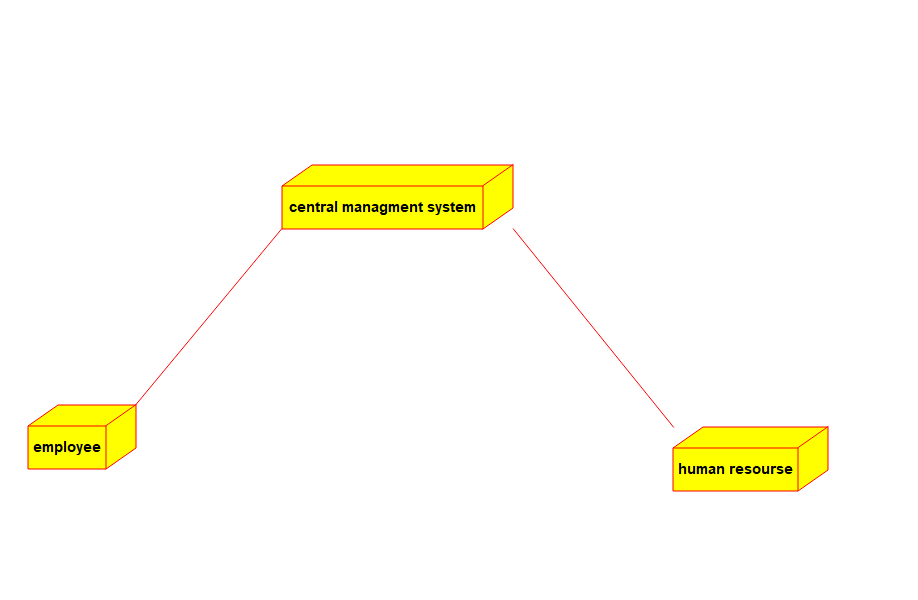 central managment system
employee
human resourse